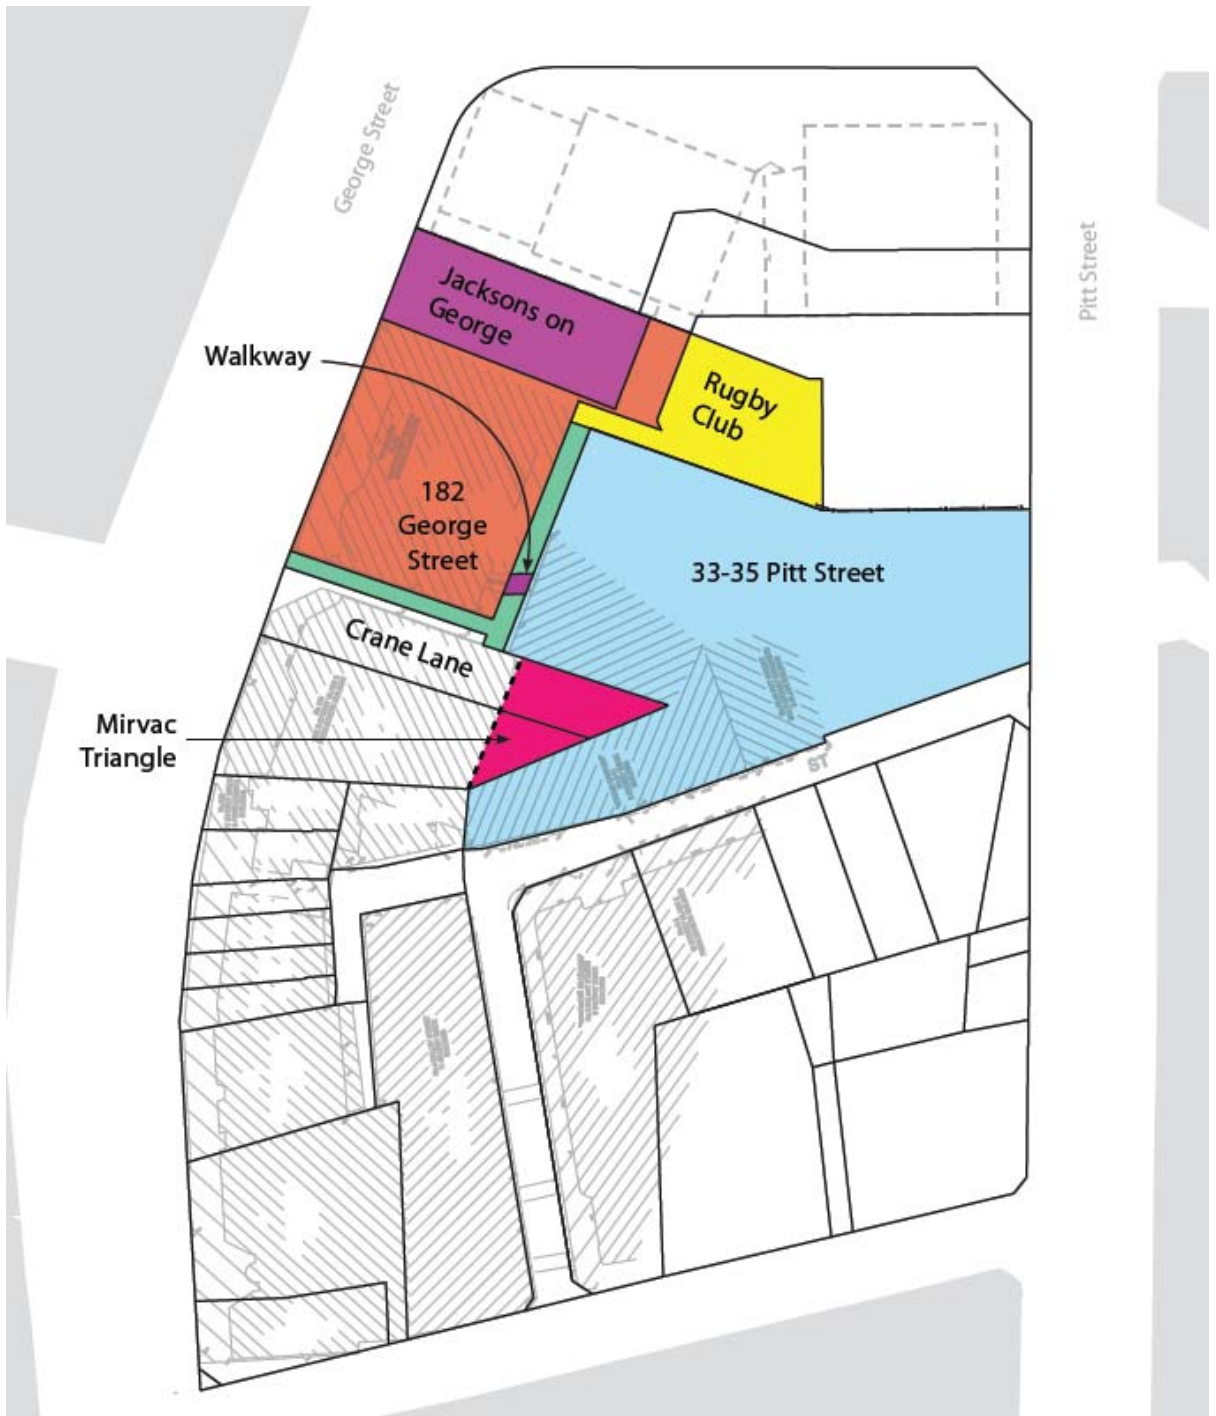 George Street
Pitt Street
Jacksons on
George
Walkway
Rugby
Club
182
George
Street
33-35 Pitt Street
Crane Lane
Mirvac
Triangle
ST